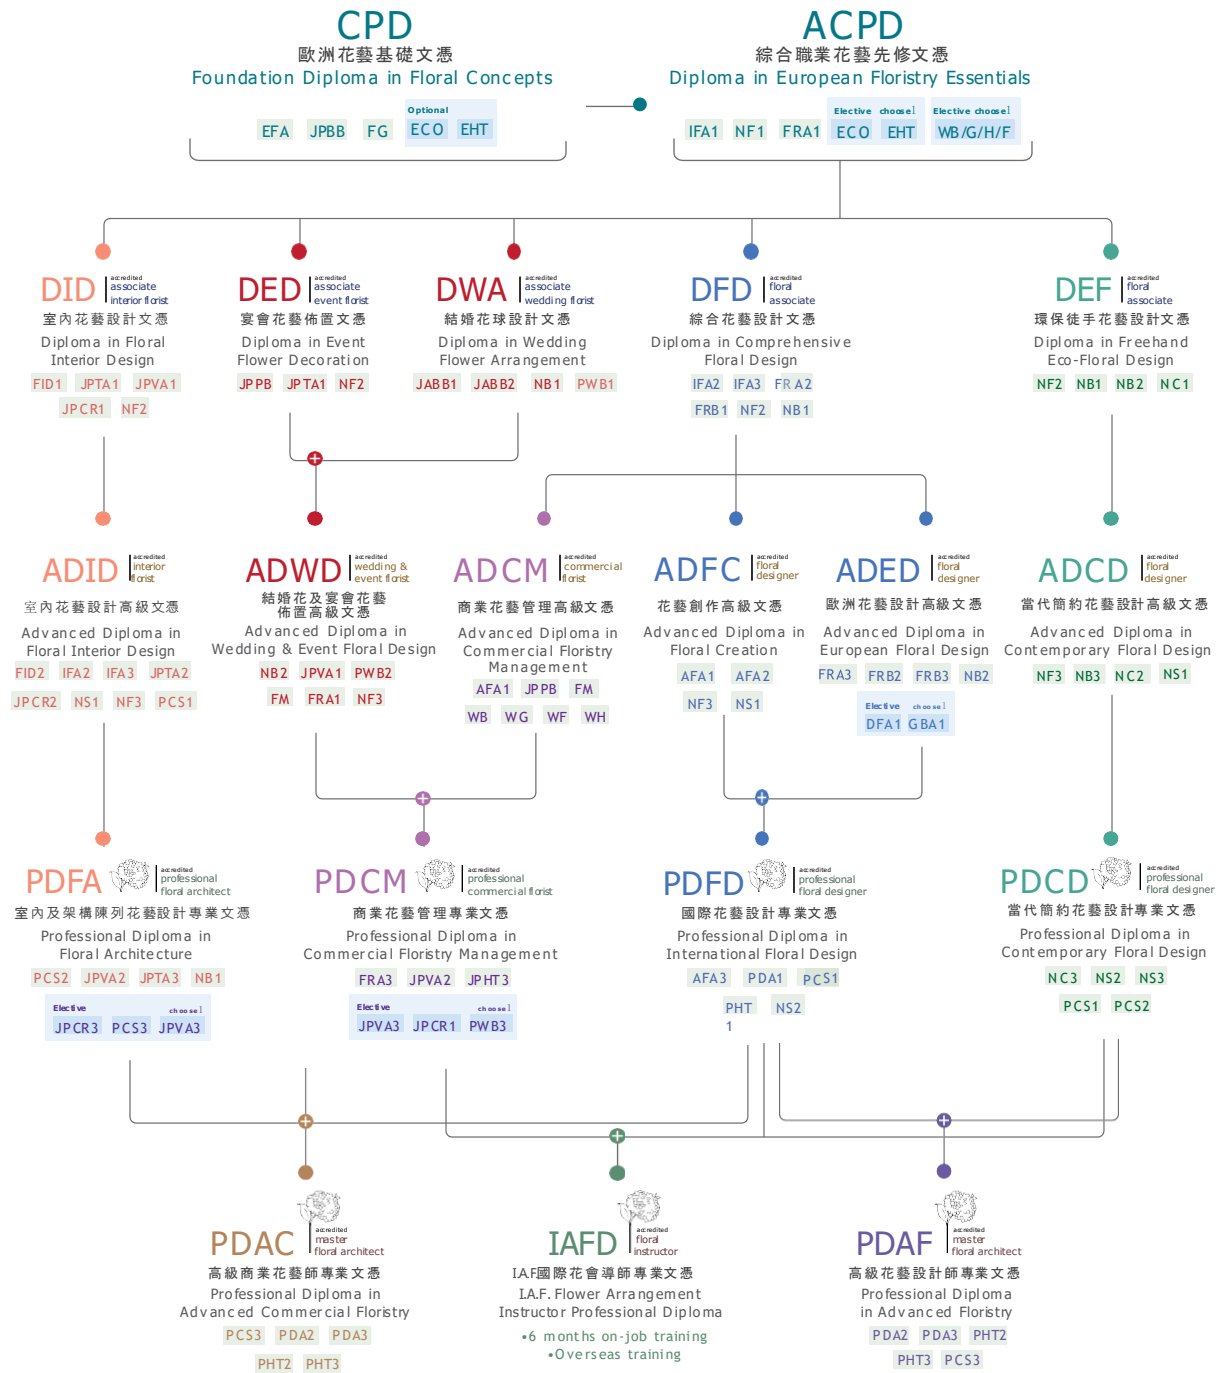 CPD
歐洲花藝基礎文憑
Foundation Diploma in Floral Concepts
EFA JPBB FG
Optional
ECO EHT
ACPD
綜合職業花藝先修文憑
Diploma in European Floristry Essentials
IFA1 NF1 FRA1
Elective choose1
ECO EHT
Elective choose1
WB/G/H/F
DID
accredited
associate
interior florist
室內花藝設計文憑
Diploma in Floral
Interior Design
FID1 JPTA1 JPVA1
JPCR1 NF2
DED
accredited
associate
event florist
宴會花藝佈置文憑
Diploma in Event
Flower Decoration
JPPB JPTA1 NF2
DWA
accredited
associate
wedding florist
結婚花球設計文憑
Diploma in Wedding
Flower Arrangement
JABB1 JABB2 NB1 PWB1
DFD
accredited
floral
associate
綜合花藝設計文憑
Diploma in Comprehensive
Floral Design
IFA2 IFA3 FRA2
FRB1 NF2 NB1
DEF
accredited
floral
associate
環保徒手花藝設計文憑
Diploma in Freehand
Eco-Floral Design
NF2 NB1 NB2 NC1
ADID
accredited
interior
florist
室內花藝設計高級文憑
Advanced Diploma in
Floral Interior Design
FID2 IFA2 IFA3 JPTA2
JPCR2 NS1 NF3 PCS1
ADWD
accredited
wedding &
event florist
結婚花及宴會花藝
佈置高級文憑
Advanced Diploma in
Wedding & Event Floral Design
NB2 JPVA1 PWB2
FM FRA1 NF3
ADCM
accredited
commercial
florist
商業花藝管理高級文憑
Advanced Diploma in
Commercial Floristry
Management
AFA1 JPPB FM
WB WG WF WH
ADFC
accredited
floral
designer
花藝創作高級文憑
Advanced Diploma in
Floral Creation
AFA1 AFA2
NF3 NS1
ADED
accredited
floral
designer
歐洲花藝設計高級文憑
Advanced Diploma in
European Floral Design
FRA3 FRB2 FRB3 NB2
Elective choose1
DFA1 GBA1
ADCD
accredited
floral
designer
當代簡約花藝設計高級文憑
Advanced Diploma in
Contemporary Floral Design
NF3 NB3 NC2 NS1
PDFA
accredited
professional
floral architect
室內及架構陳列花藝設計專業文憑
Professional Diploma in
Floral Architecture
PCS2 JPVA2 JPTA3 NB1
Elective choose1
JPCR3 PCS3 JPVA3
PDCM
accredited
professional
commercial florist
商業花藝管理專業文憑
Professional Diploma in
Commercial Floristry Management
FRA3 JPVA2 JPHT3
Elective choose1
JPVA3 JPCR1 PWB3
PDFD
accredited
professional
floral designer
國際花藝設計專業文憑
Professional Diploma in
International Floral Design
AFA3 PDA1 PCS1
PHT NS2
1
PDCD
accredited
professional
floral designer
當代簡約花藝設計專業文憑
Professional Diploma in
Contemporary Floral Design
NC3 NS2 NS3
PCS1 PCS2
PDAC
accredited
master
floral architect
高級商業花藝師專業文憑
Professional Diploma in
Advanced Commercial Floristry
PCS3 PDA2 PDA3
PHT2 PHT3
IAFD
accredited
floral
instructor
I.A.F.國際花會導師專業文憑
I.A.F. Flower Arrangement
Instructor Professional Diploma
•6 months on-job training
•Overseas training
PDAF
accredited
master
floral architect
高級花藝設計師專業文憑
Professional Diploma
in Advanced Floristry
PDA2 PDA3 PHT2
PHT3 PCS3